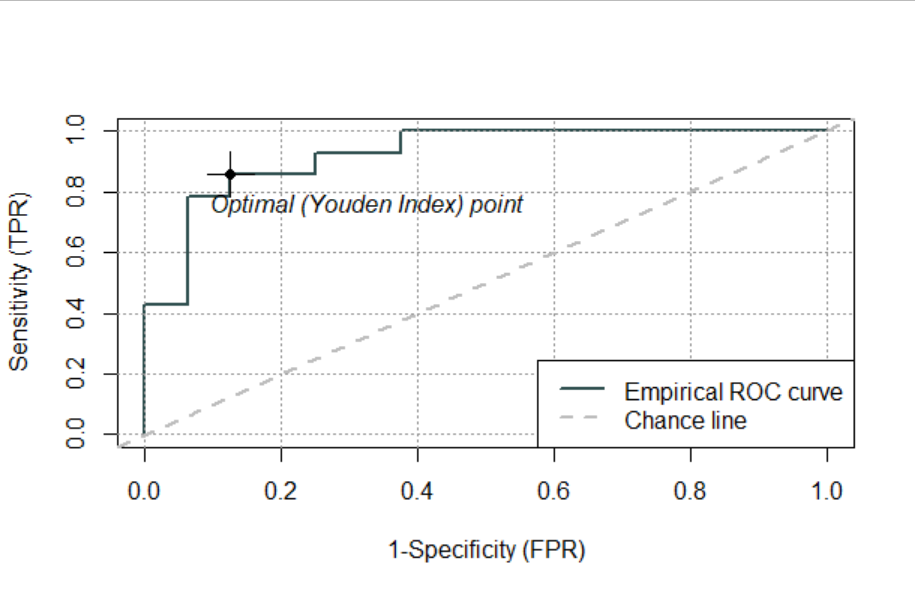 Sensitivity (TPR)
1.0
0.8
0.6
0.4
0.2
0.0
Optimal (Youden Index) point
Empirical ROC curve
Chance line
0.0 0.2 0.4 0.6 0.8 1.0
1-Specificity (FPR)